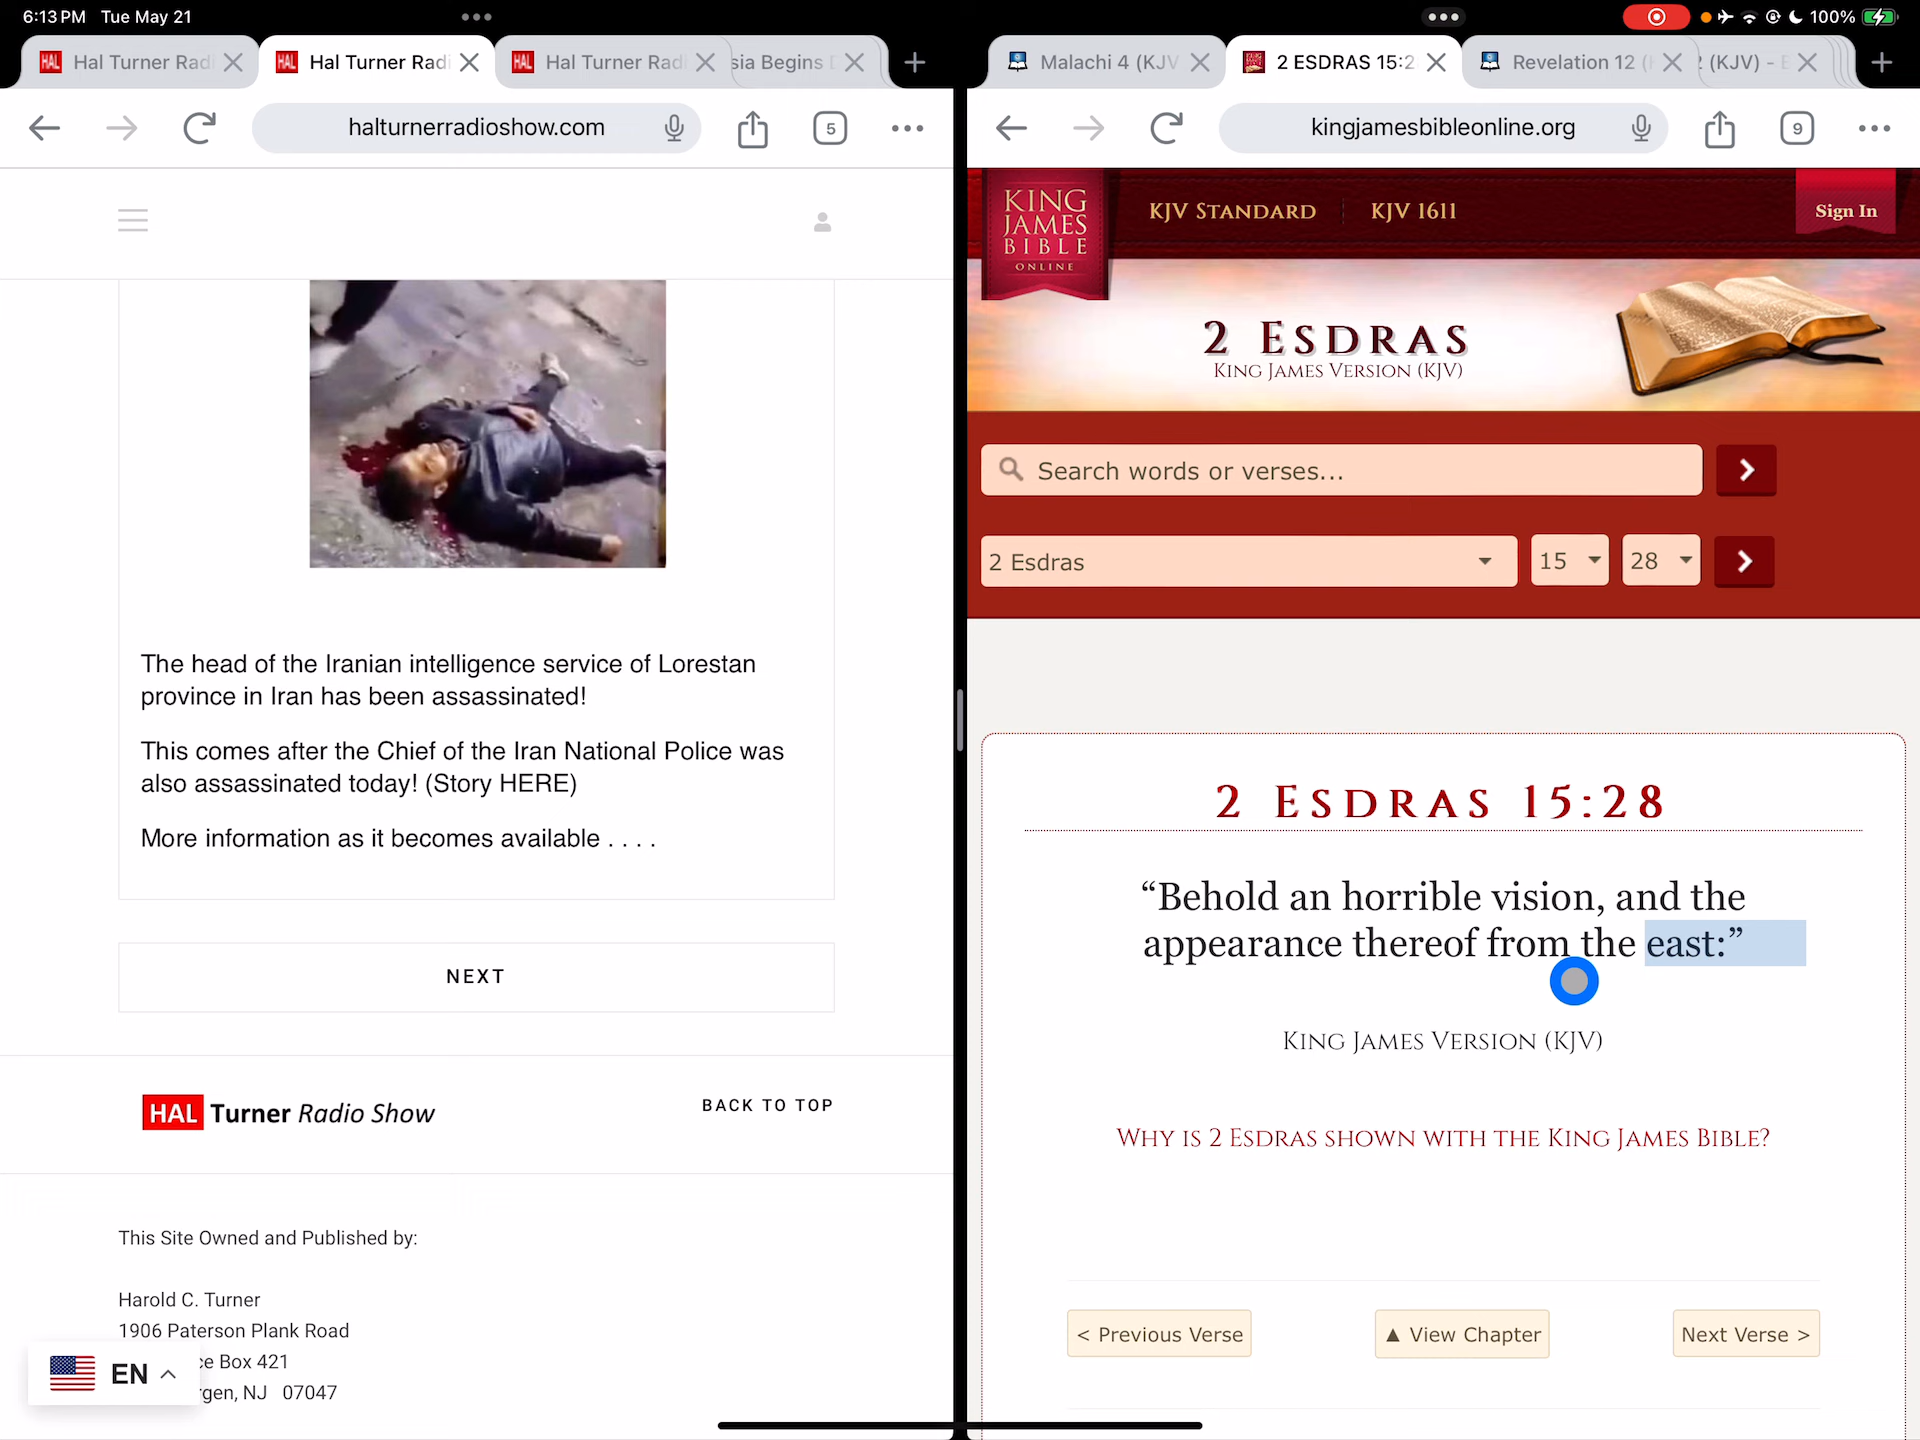 6:13 PM Tue May 21
100%
Hal Turner Rad
Hal Turner Radi
Hal Turner Radi
sia Begins D
halturnerradioshow.com
5
The head of the Iranian intelligence service of Lorestan
province in Iran has been assassinated!
This comes after the Chief of the Iran National Police was
also assassinated today! (Story HERE)
More information as it becomes available . . . .
NEXT
HAL Turner Radio Show
BACK TO TOP
This Site Owned and Published by:
Harold C. Turner
1906 Paterson Plank Road
ce Box 421
rgen, NJ 07047
EN
Malachi 4 (KJV
2 ESDRAS 15:2
Revelation 12 (
(KJV) - E
kingjamesbibleonline.org
9
KING
JAMES
BIBLE
ONLINE
KJV STANDARD
KJV 1611
Sign In
2 ESDRAS
KING JAMES VERSION (KJV)
Search words or verses...
2 Esdras
15
28
2 ESDRAS 15:28
“Behold an horrible vision, and the
appearance thereof from the east:”
KING JAMES VERSION (KJV)
WHY IS 2 ESDRAS SHOWN WITH THE KING JAMES BIBLE?
< Previous Verse
▲ View Chapter
Next Verse >